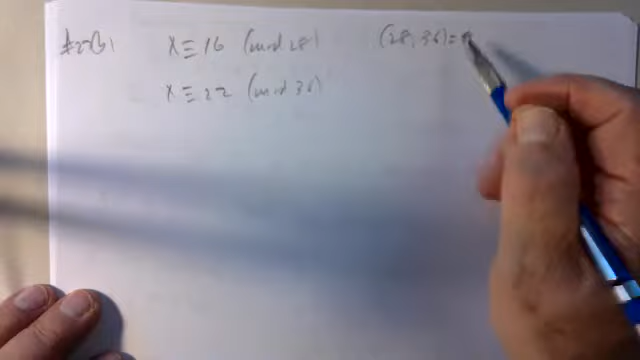 x ≡ 16 (mod 28) (28, 36) =
x ≡ 22 (mod 36)